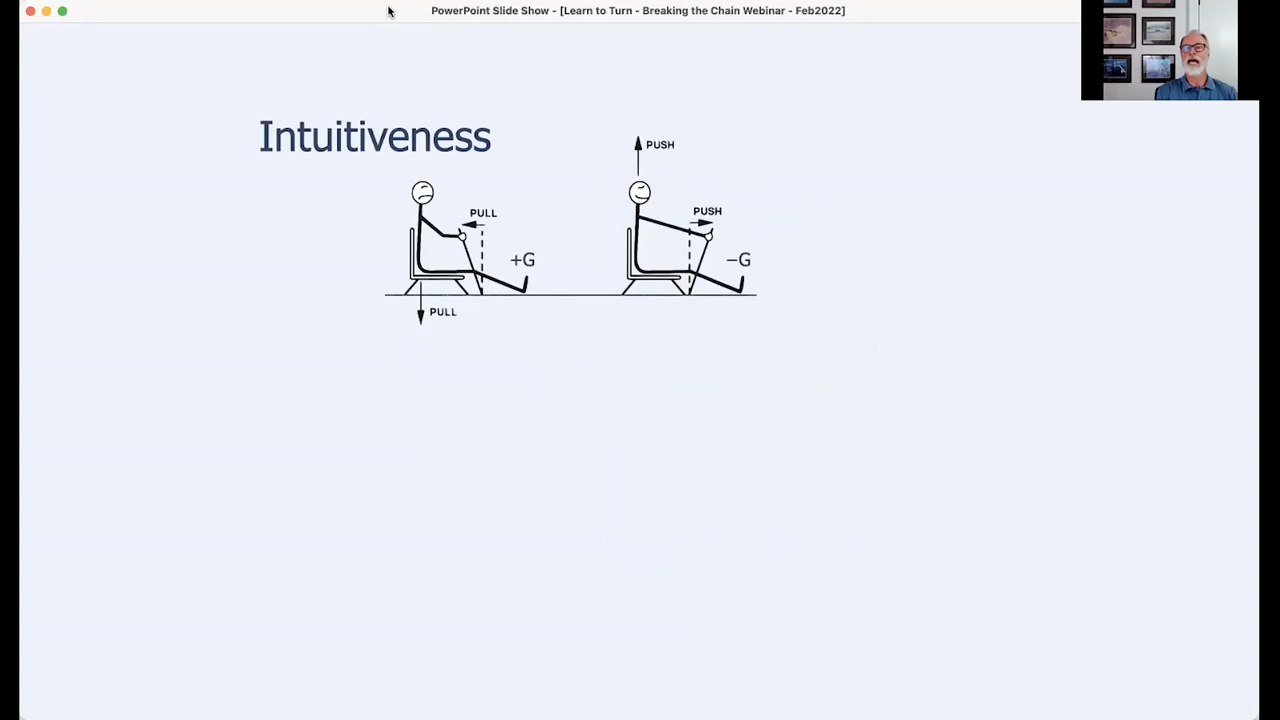 PowerPoint Slide Show - [Learn to Turn - Breaking the Chain Webinar - Feb2022]
Intuitiveness
PULL
+G
PULL
PUSH
PUSH
−G